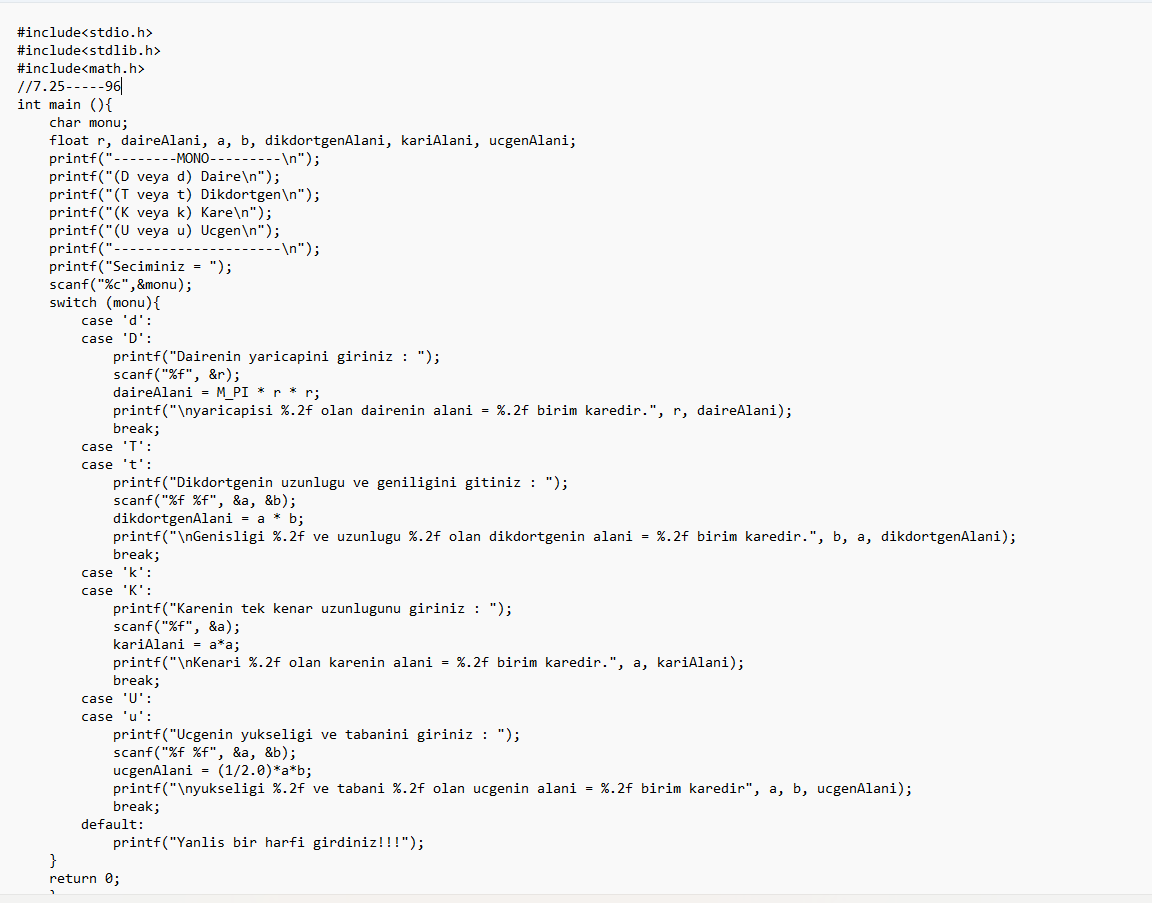 #include<stdio.h>
#include<stdlib.h>
#include<math.h>
//7.25-----96
int main (){
    char monu;
    float r, daireAlani, a, b, dikdortgenAlani, kariAlani, ucgenAlani;
    printf("--------MONO---------\n");
    printf("(D veya d) Daire\n");
    printf("(T veya t) Dikdortgen\n");
    printf("(K veya k) Kare\n");
    printf("(U veya u) Ucgen\n");
    printf("---------------------\n");
    printf("Seciminiz = ");
    scanf("%c",&monu);
    switch (monu){
        case 'd':
        case 'D':
            printf("Dairenin yaricapini giriniz : ");
            scanf("%f", &r);
            daireAlani = M_PI * r * r;
            printf("\nyaricapisi %.2f olan dairenin alani = %.2f birim karedir.", r, daireAlani);
            break;
        case 'T':
        case 't':
            printf("Dikdortgenin uzunlugu ve geniligini gitiniz : ");
            scanf("%f %f", &a, &b);
            dikdortgenAlani = a * b;
            printf("\nGenisligi %.2f ve uzunlugu %.2f olan dikdortgenin alani = %.2f birim karedir.", b, a, dikdortgenAlani);
            break;
        case 'k':
        case 'K':
            printf("Karenin tek kenar uzunlugunu giriniz : ");
            scanf("%f", &a);
            kariAlani = a*a;
            printf("\nKenari %.2f olan karenin alani = %.2f birim karedir.", a, kariAlani);
            break;
        case 'U':
        case 'u':
            printf("Ucgenin yukseligi ve tabanini giriniz : ");
            scanf("%f %f", &a, &b);
            ucgenAlani = (1/2.0)*a*b;
            printf("\nyukseligi %.2f ve tabani %.2f olan ucgenin alani = %.2f birim karedir", a, b, ucgenAlani);
            break;
        default:
            printf("Yanlis bir harfi girdiniz!!!");
    }
    return 0;
    }